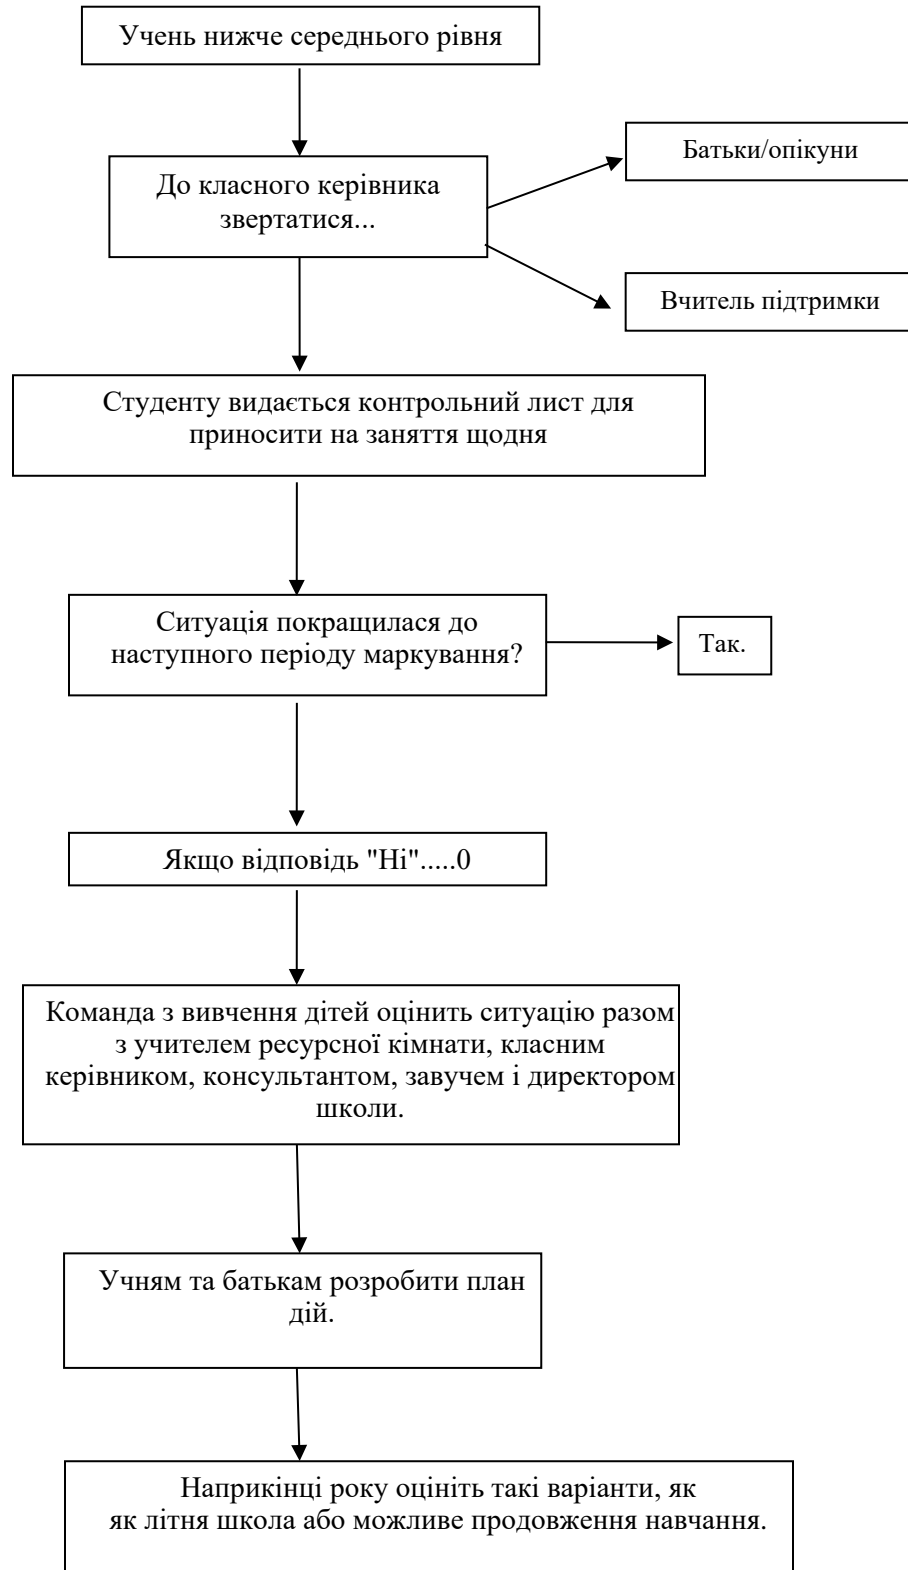 Учень нижче середнього рівня
Батьки/опікуни
До класного керівника
звертатися...
Вчитель підтримки
Студенту видається контрольний лист для
приносити на заняття щодня
Ситуація покращилася до
наступного періоду маркування?
Так.
Якщо відповідь "Ні".....0
Команда з вивчення дітей оцінить ситуацію разом
з учителем ресурсної кімнати, класним
керівником, консультантом, завучем і директором
школи.
Учням та батькам розробити план
дій.
Наприкінці року оцініть такі варіанти, як
як літня школа або можливе продовження навчання.